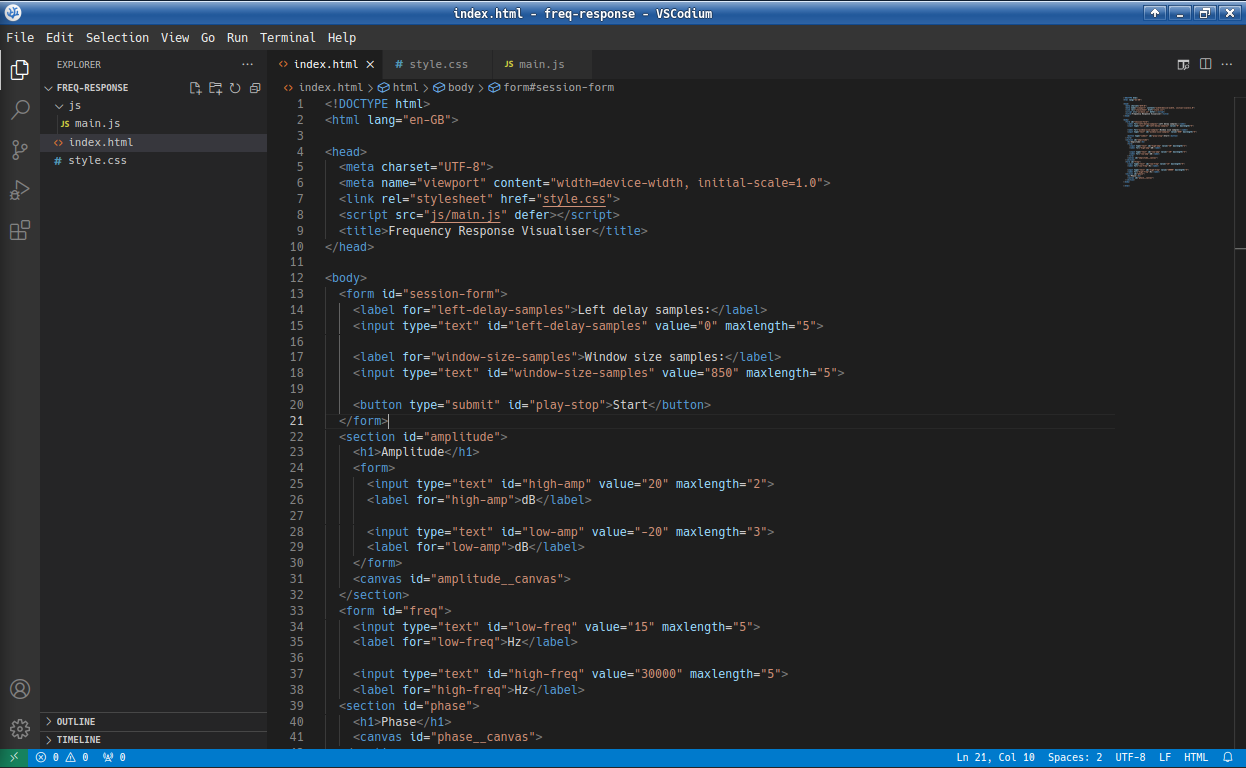 index.html - freq-response - VSCodium
File Edit Selection View Go Run Terminal Help
EXPLORER
FREQ-RESPONSE
js
JS main.js
<> index.html
# style.css
OUTLINE
TIMELINE
<> index.html
# style.css
JS main.js
<> index.html > html > body > form#session-form
1 <!DOCTYPE html>
2 <html lang="en-GB">
3
4 <head>
5 <meta charset="UTF-8">
6 <meta name="viewport" content="width=device-width, initial-scale=1.0">
7 <link rel="stylesheet" href="style.css">
8 <script src="js/main.js" defer></script>
9 <title>Frequency Response Visualiser</title>
10 </head>
11
12 <body>
13 <form id="session-form">
14 <label for="left-delay-samples">Left delay samples:</label>
15 <input type="text" id="left-delay-samples" value="0" maxlength="5">
16
17 <label for="window-size-samples">Window size samples:</label>
18 <input type="text" id="window-size-samples" value="850" maxlength="5">
19
20 <button type="submit" id="play-stop">Start</button>
21 </form>
22 <section id="amplitude">
23 <h1>Amplitude</h1>
24 <form>
25 <input type="text" id="high-amp" value="20" maxlength="2">
26 <label for="high-amp">dB</label>
27
28 <input type="text" id="low-amp" value="-20" maxlength="3">
29 <label for="low-amp">dB</label>
30 </form>
31 <canvas id="amplitude__canvas">
32 </section>
33 <form id="freq">
34 <input type="text" id="low-freq" value="15" maxlength="5">
35 <label for="low-freq">Hz</label>
36
37 <input type="text" id="high-freq" value="30000" maxlength="5">
38 <label for="high-freq">Hz</label>
39 <section id="phase">
40 <h1>Phase</h1>
41 <canvas id="phase__canvas">
0 0 0
Ln 21, Col 10 Spaces: 2 UTF-8 LF HTML